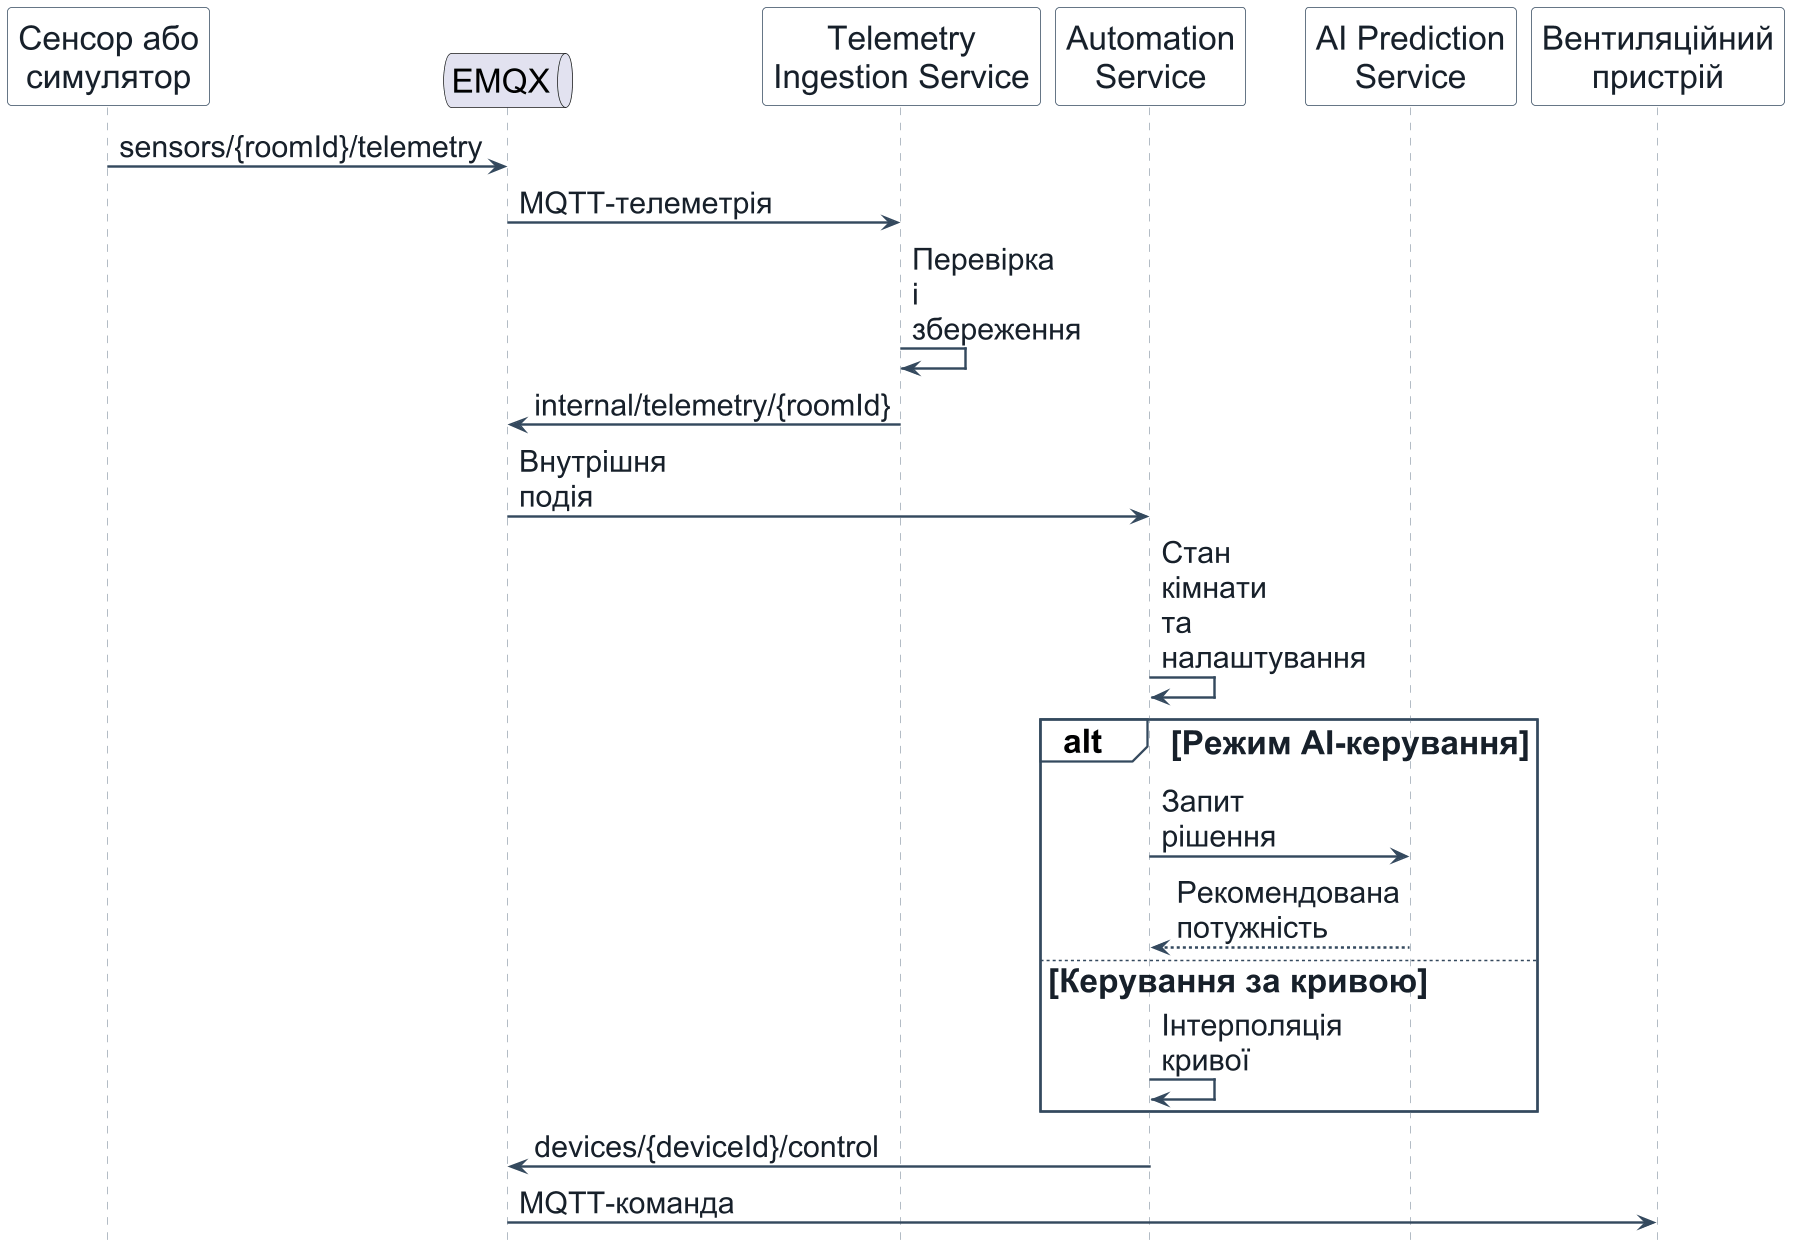 Сенсор або
симулятор
EMQX
Telemetry
Ingestion Service
Automation
Service
AI Prediction
Service
Вентиляційний
пристрій
sensors/{roomId}/telemetry
MQTT-телеметрія
Перевірка
і
збереження
internal/telemetry/{roomId}
Внутрішня
подія
Стан
кімнати
та
налаштування
alt [Режим AI-керування]
Запит
рішення
Рекомендована
потужність
[Керування за кривою]
Інтерполяція
кривої
devices/{deviceId}/control
MQTT-команда